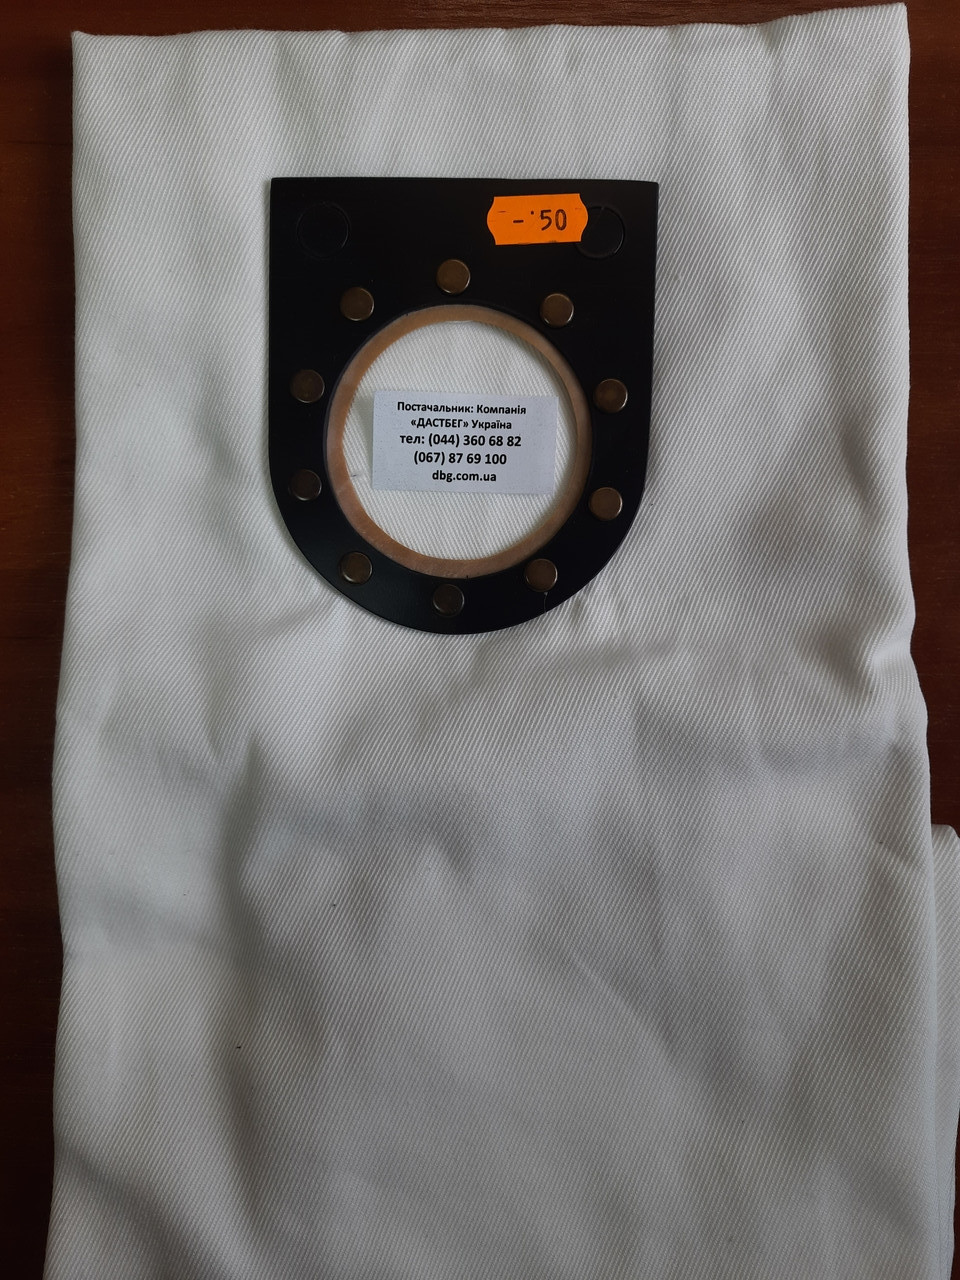 -'50
Постачальник: Компанія
«ДАСТБЕГ» Україна
тел: (044) 360 68 82
(067) 87 69 100
dbg.com.ua